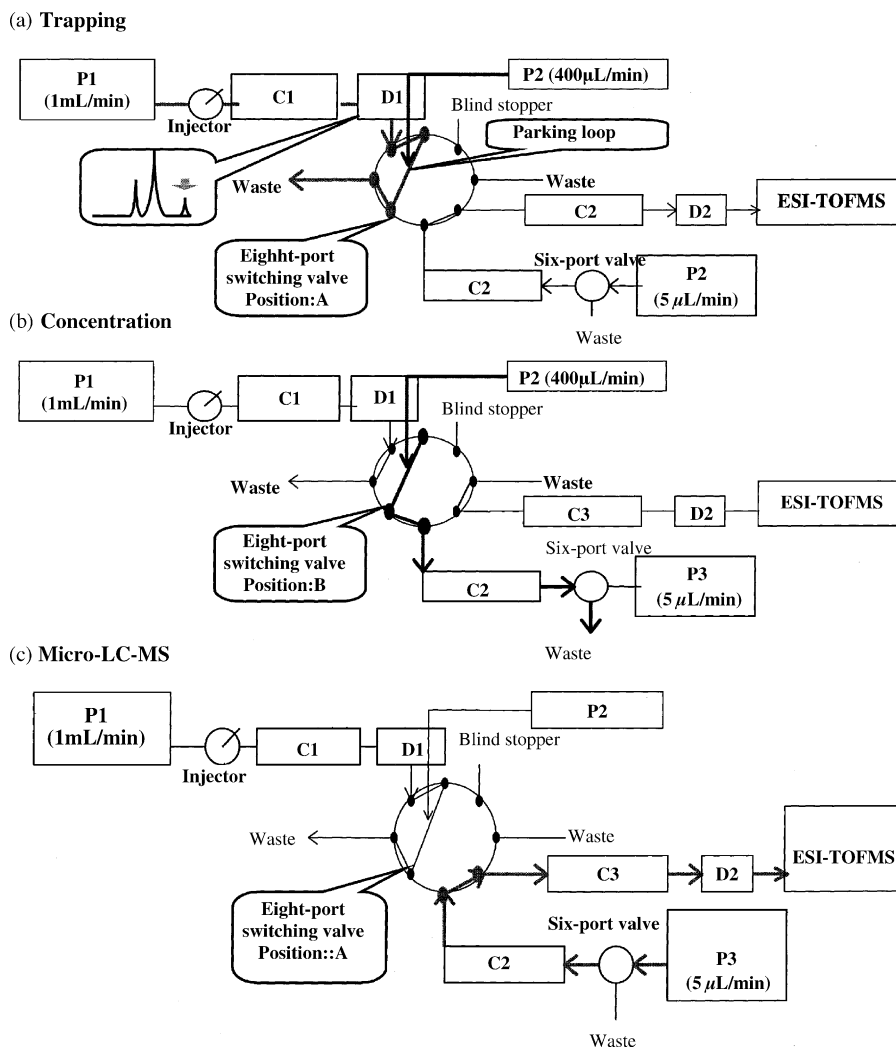 (a) Trapping
P1
(1mL/min)
Injector
C1
D1
P2 (400µL/min)
Blind stopper
Parking loop
Waste
Waste
C2
D2
ESI-TOFMS
Eighht-port
switching valve
Position:A
C2
Six-port valve
P2
(5 µL/min)
Waste
(b) Concentration
P1
(1mL/min)
Injector
C1
D1
P2 (400µL/min)
Blind stopper
Waste
Waste
C3
D2
ESI-TOFMS
Eight-port
switching valve
Position:B
C2
Six-port valve
P3
(5 µL/min)
Waste
(c) Micro-LC-MS
P1
(1mL/min)
Injector
C1
D1
P2
Blind stopper
Waste
Waste
C3
D2
ESI-TOFMS
Eight-port
switching valve
Position::A
C2
Six-port valve
P3
(5 µL/min)
Waste